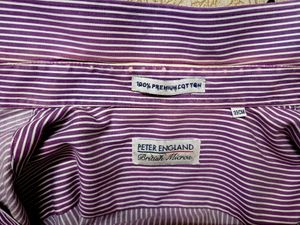 100% PREMIUM COTTON
PETER ENGLAND
British Micros